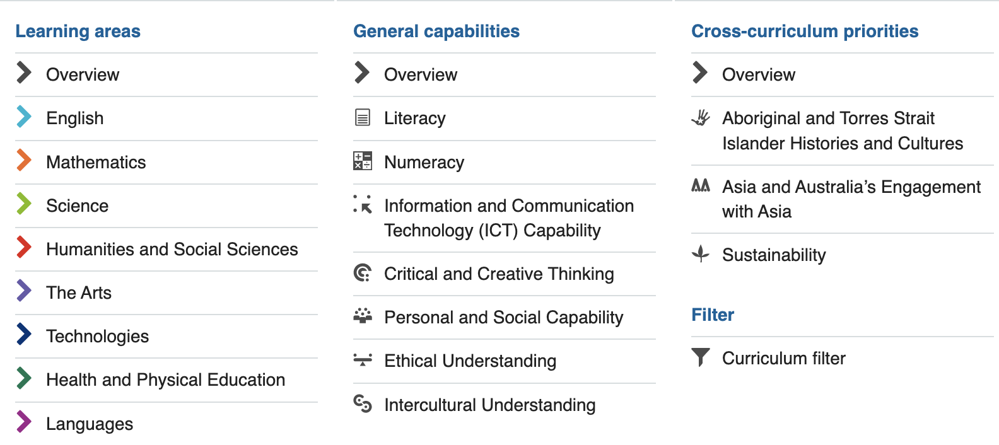 Learning areas
Overview
English
Mathematics
Science
Humanities and Social Sciences
The Arts
Technologies
Health and Physical Education
Languages
General capabilities
Overview
Literacy
Numeracy
Information and Communication
Technology (ICT) Capability
Critical and Creative Thinking
Personal and Social Capability
Ethical Understanding
Intercultural Understanding
Cross-curriculum priorities
Overview
Aboriginal and Torres Strait
Islander Histories and Cultures
Asia and Australia’s Engagement
with Asia
Sustainability
Filter
Curriculum filter